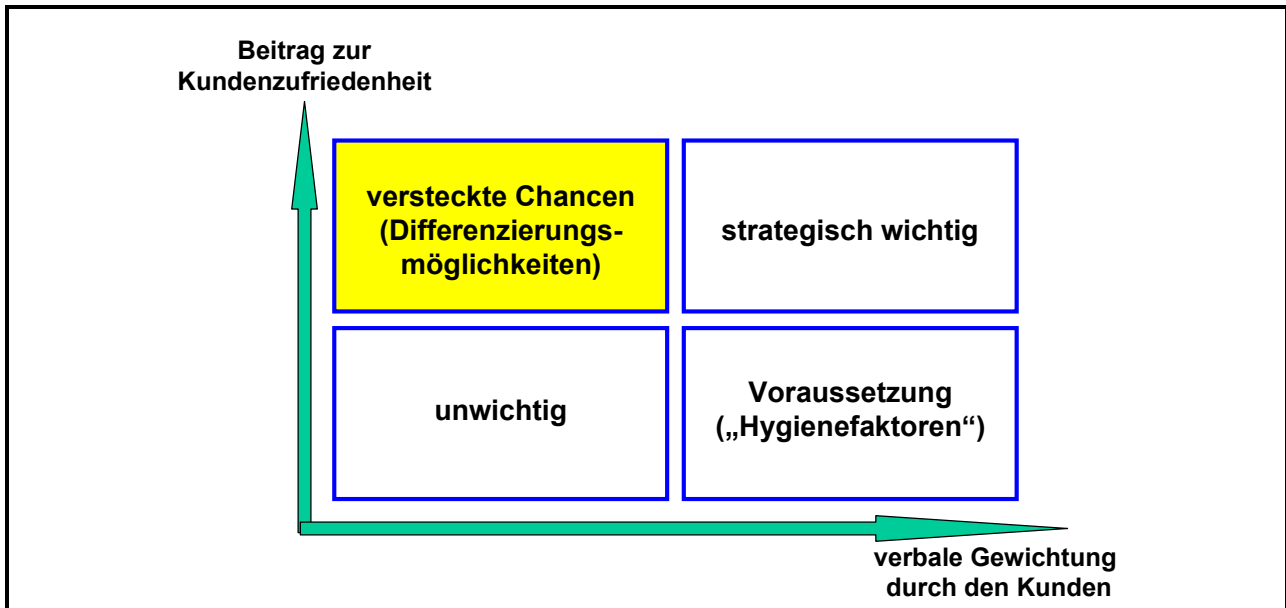 Beitrag zur
Kundenzufriedenheit
versteckte Chancen
(Differenzierungs-
möglichkeiten)
strategisch wichtig
unwichtig
Voraussetzung
(„Hygienefaktoren“)
verbale Gewichtung
durch den Kunden